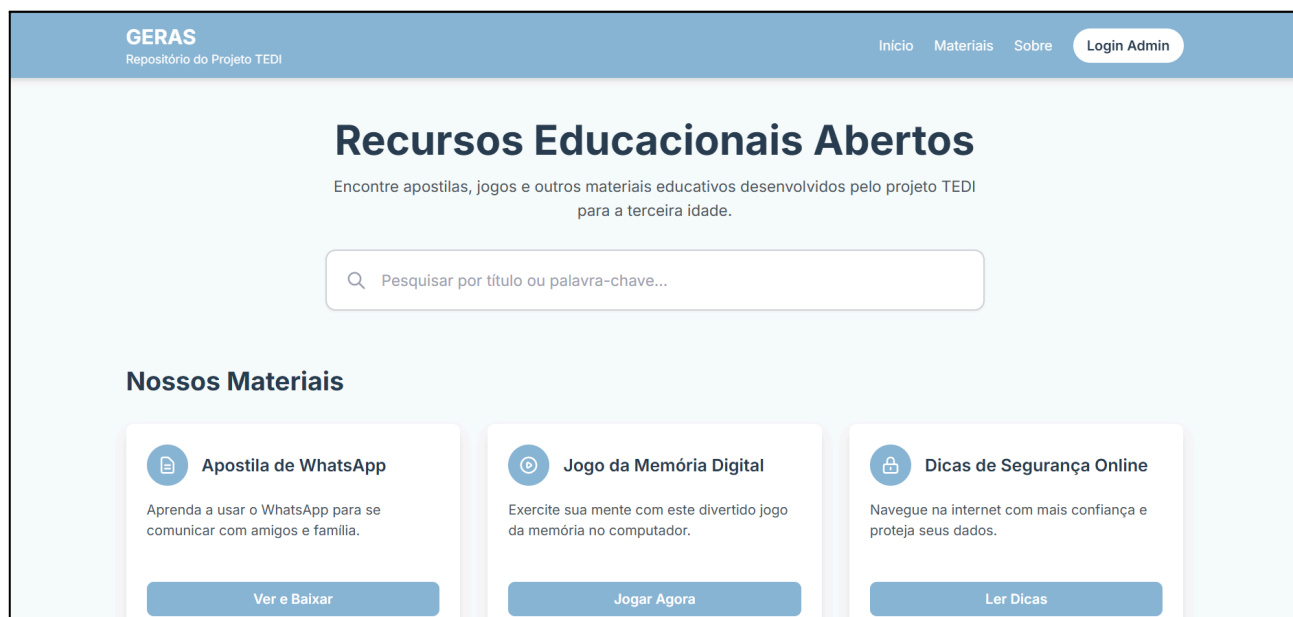 GERAS
Repositório do Projeto TEDI
Início Materiais Sobre Login Admin
Recursos Educacionais Abertos
Encontre apostilas, jogos e outros materiais educativos desenvolvidos pelo projeto TEDI
para a terceira idade.
Pesquisar por título ou palavra-chave...
Nossos Materiais
Apostila de WhatsApp
Aprenda a usar o WhatsApp para se
comunicar com amigos e família.
Ver e Baixar
Jogo da Memória Digital
Exercite sua mente com este divertido jogo
da memória no computador.
Jogar Agora
Dicas de Segurança Online
Navegue na internet com mais confiança e
proteja seus dados.
Ler Dicas